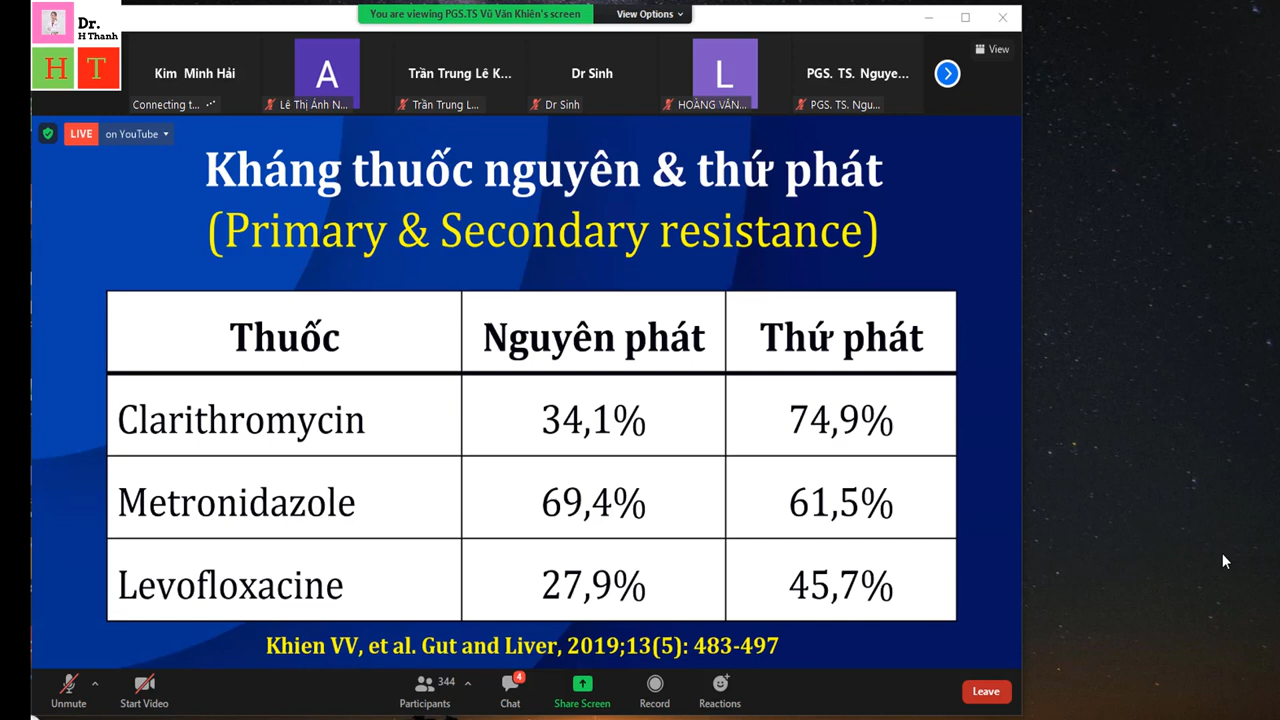 Dr.
H Thanh
H T
You are viewing PGS.TS Vũ Văn Khiên's screen
View Options
View
Kim Minh Hải
A
Trần Trung Lê K...
Dr Sinh
L
PGS. TS. Nguye...
Connecting t...
Lê Thị Ánh N...
Trần Trung L...
Dr Sinh
HOÀNG VĂN...
PGS. TS. Ngu...
LIVE on YouTube
Kháng thuốc nguyên & thứ phát
(Primary & Secondary resistance)
Thuốc Nguyên phát Thứ phát
Clarithromycin 34,1% 74,9%
Metronidazole 69,4% 61,5%
Levofloxacine 27,9% 45,7%
Khien VV, et al. Gut and Liver, 2019;13(5): 483-497
344
4
Unmute
Start Video
Participants
Chat
Share Screen
Record
Reactions
Leave